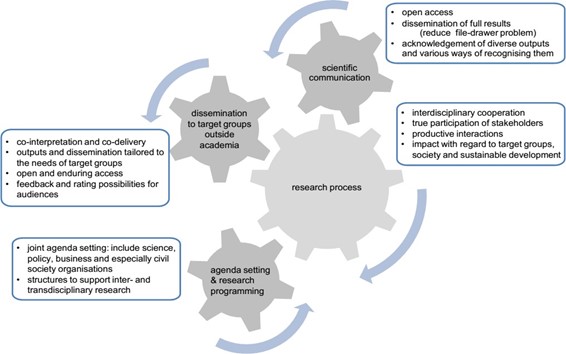 • open access
• dissemination of full results
(reduce file-drawer problem)
• acknowledgement of diverse outputs
and various ways of recognising them
scientific
communication
dissemination
to target groups
outside
academia
• interdisciplinary cooperation
• true participation of stakeholders
• productive interactions
• impact with regard to target groups,
society and sustainable development
• co-interpretation and co-delivery
• outputs and dissemination tailored to
the needs of target groups
• open and enduring access
• feedback and rating possibilities for
audiences
research process
• joint agenda setting: include science,
policy, business and especially civil
society organisations
• structures to support inter- and
transdisciplinary research
agenda setting
& research
programming